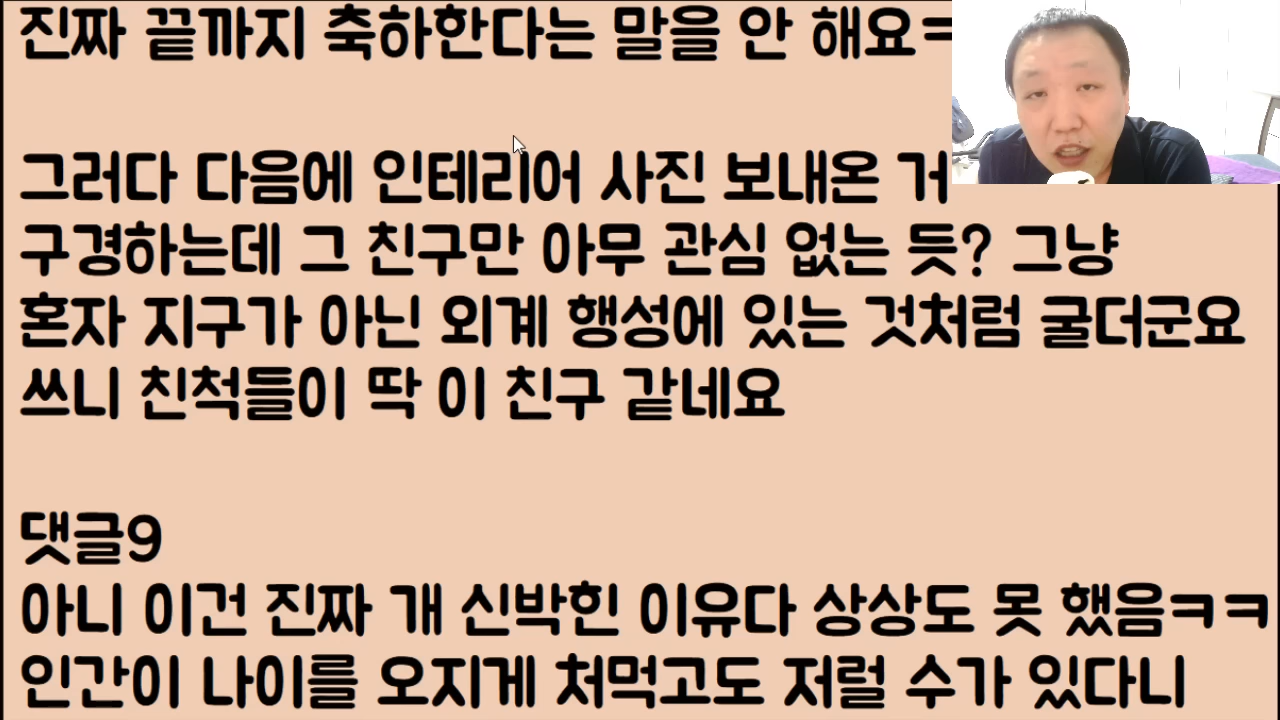 진짜 끝까지 축하한다는 말을 안 해요ㅋ
그러다 다음에 인테리어 사진 보내온 거
구경하는데 그 친구만 아무 관심 없는 듯? 그냥
혼자 지구가 아닌 외계 행성에 있는 것처럼 굴더군요
쓰니 친척들이 딱 이 친구 같네요
댓글9
아니 이건 진짜 개 신박힌 이유다 상상도 못 했음ㅋㅋ
인간이 나이를 오지게 처먹고도 저럴 수가 있다니